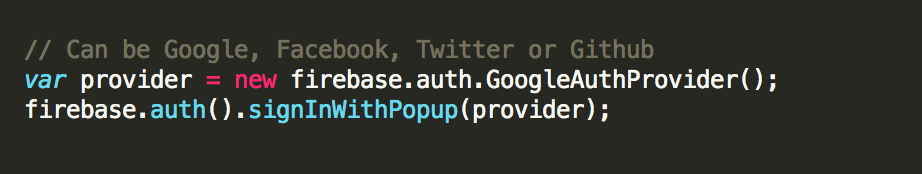 // Can be Google, Facebook, Twitter or Github
var provider = new firebase.auth.GoogleAuthProvider();
firebase.auth().signInWithPopup(provider);